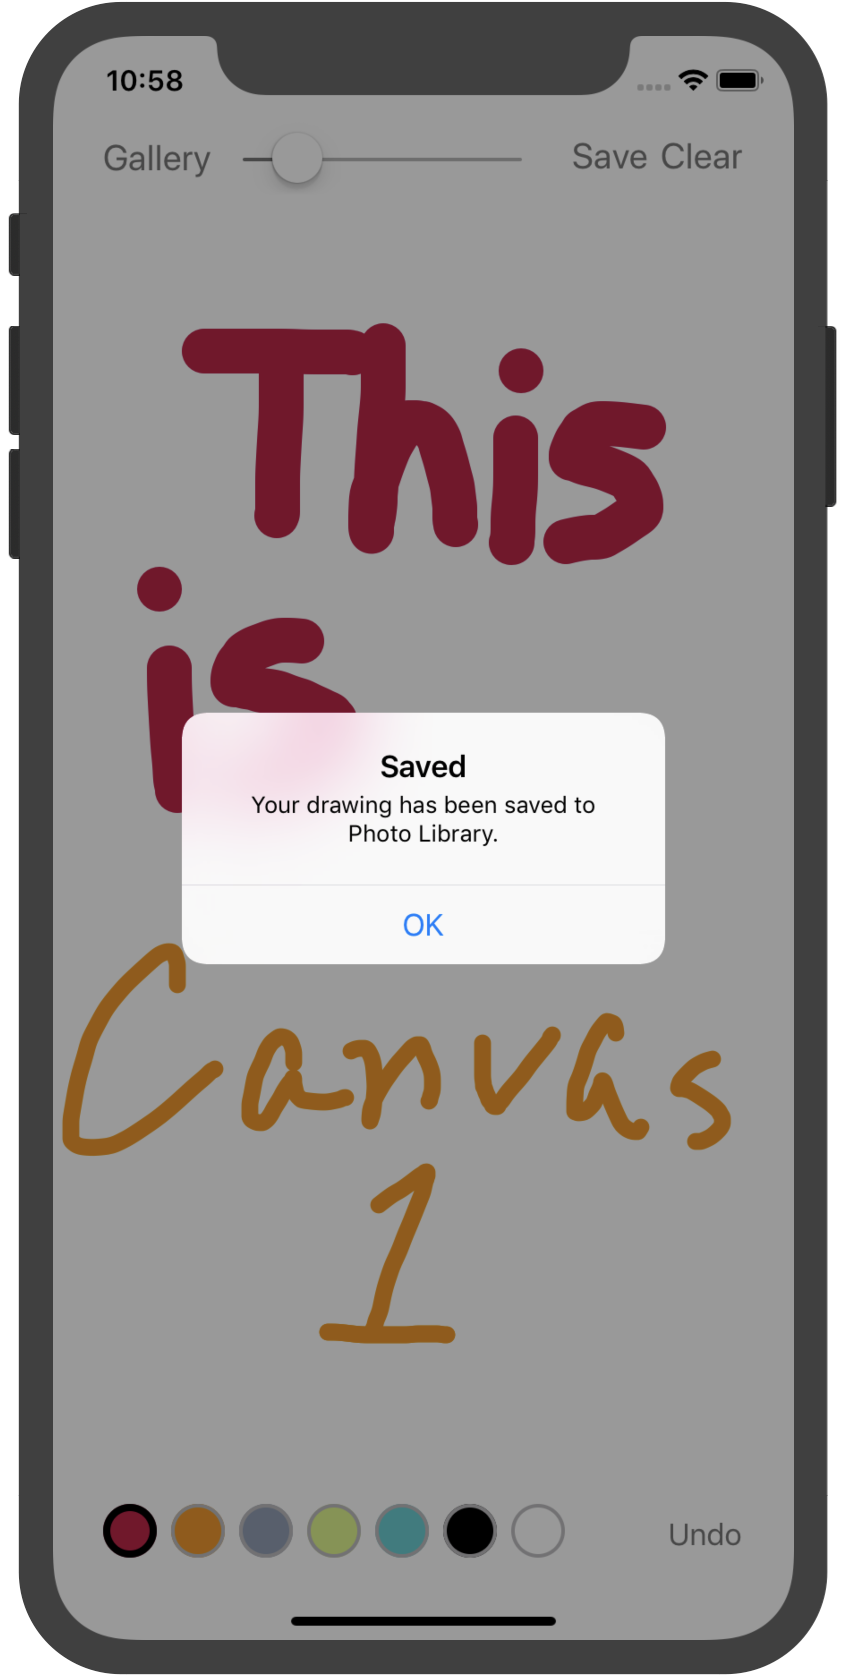 10:58
Gallery Save Clear
This
is
Saved
Your drawing has been saved to
Photo Library.
OK
Canvas
1
Undo